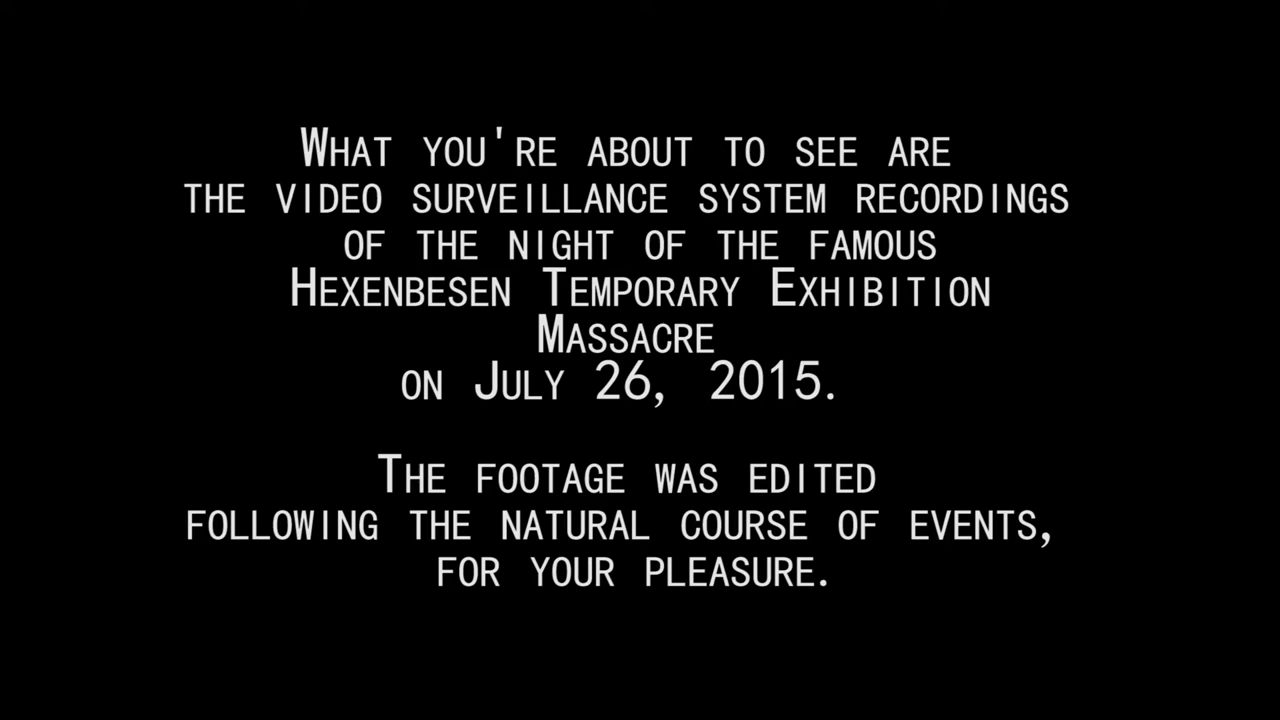 What you're about to see are
the video surveillance system recordings
of the night of the famous
Hexenbesen Temporary Exhibition
Massacre
on July 26, 2015.
The footage was edited
following the natural course of events,
for your pleasure.